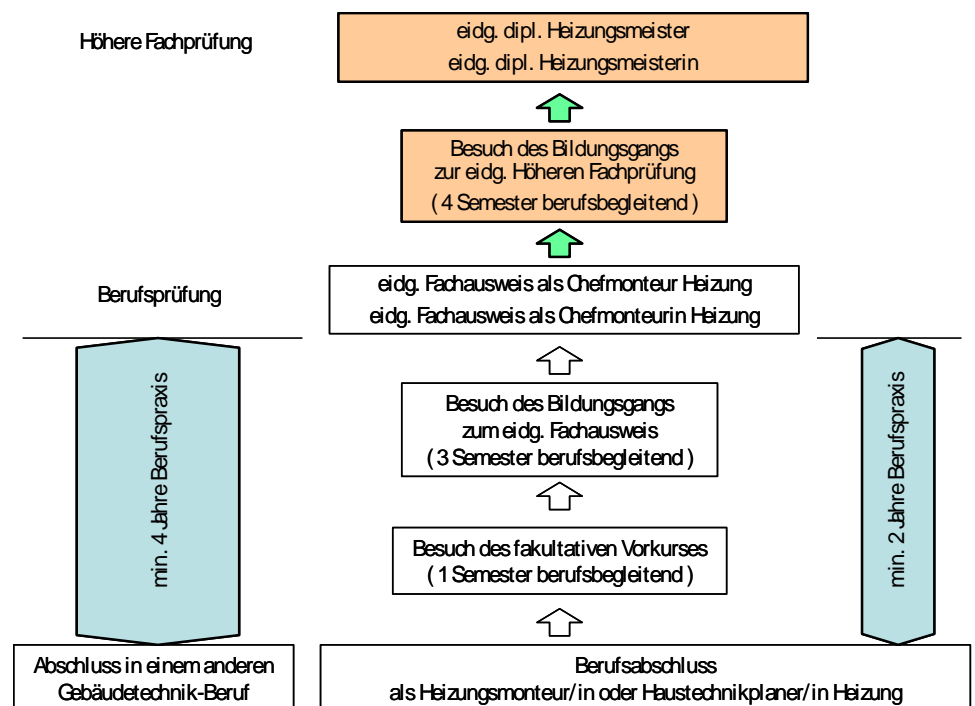 Höhere Fachprüfung
eidg. dipl. Heizungsmeister
eidg. dipl. Heizungsmeisterin
Besuch des Bildungsgangs
zur eidg. Höheren Fachprüfung
( 4 Semester berufsbegleitend )
Berufsprüfung
eidg. Fachausweis als Chefmonteur Heizung
eidg. Fachausweis als Chefmonteurin Heizung
min. 4 Jahre Berufspraxis
Besuch des Bildungsgangs
zum eidg. Fachausweis
( 3 Semester berufsbegleitend )
min. 2 Jahre Berufspraxis
Besuch des fakultativen Vorkurses
( 1 Semester berufsbegleitend )
Abschluss in einem anderen
Gebäudetechnik-Beruf
Berufsabschluss
als Heizungsmonteur/in oder Haustechnikplaner/in Heizung